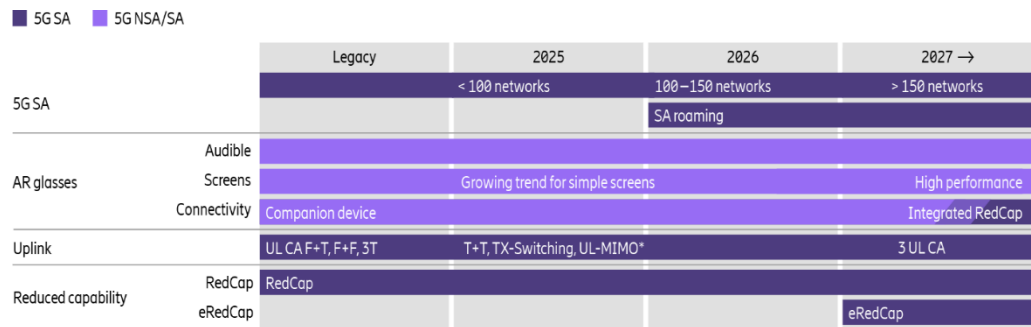 5G SA 5G NSA/SA
Legacy 2025 2026 2027 →
5G SA
< 100 networks 100–150 networks > 150 networks
SA roaming
AR glasses
Audible
Screens Growing trend for simple screens High performance
Connectivity Companion device Integrated RedCap
Uplink UL CA F+T, F+F, 3T T+T, TX-Switching, UL-MIMO* 3 UL CA
Reduced capability
RedCap RedCap
eRedCap eRedCap